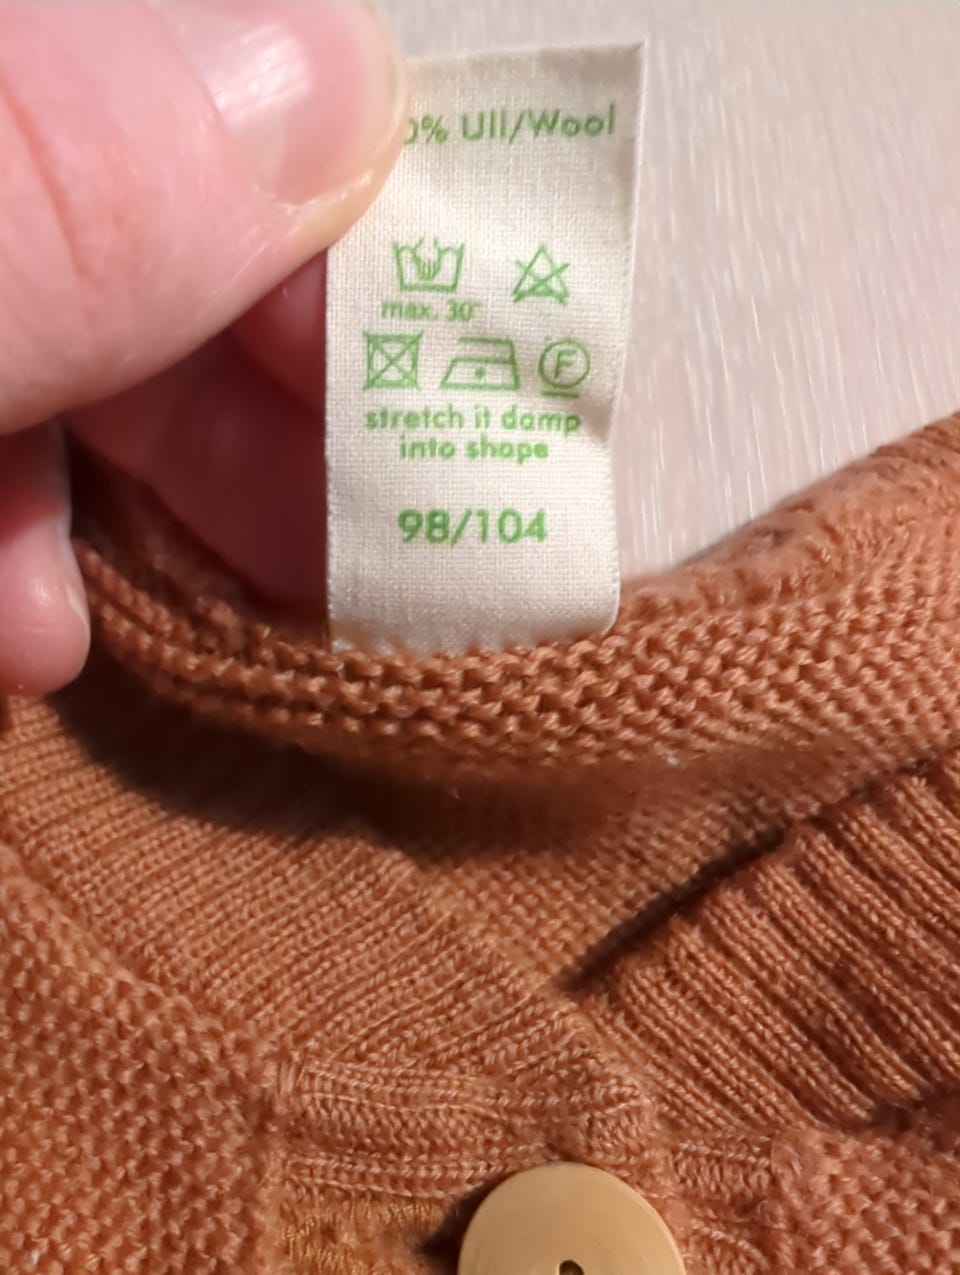 0% Ull/Wool
max. 30°
F
stretch it damp
into shape
98/104